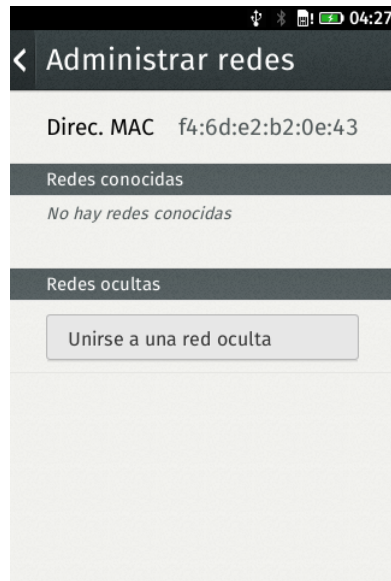 04:27
Administrar redes
Direc. MAC f4:6d:e2:b2:0e:43
Redes conocidas
No hay redes conocidas
Redes ocultas
Unirse a una red oculta